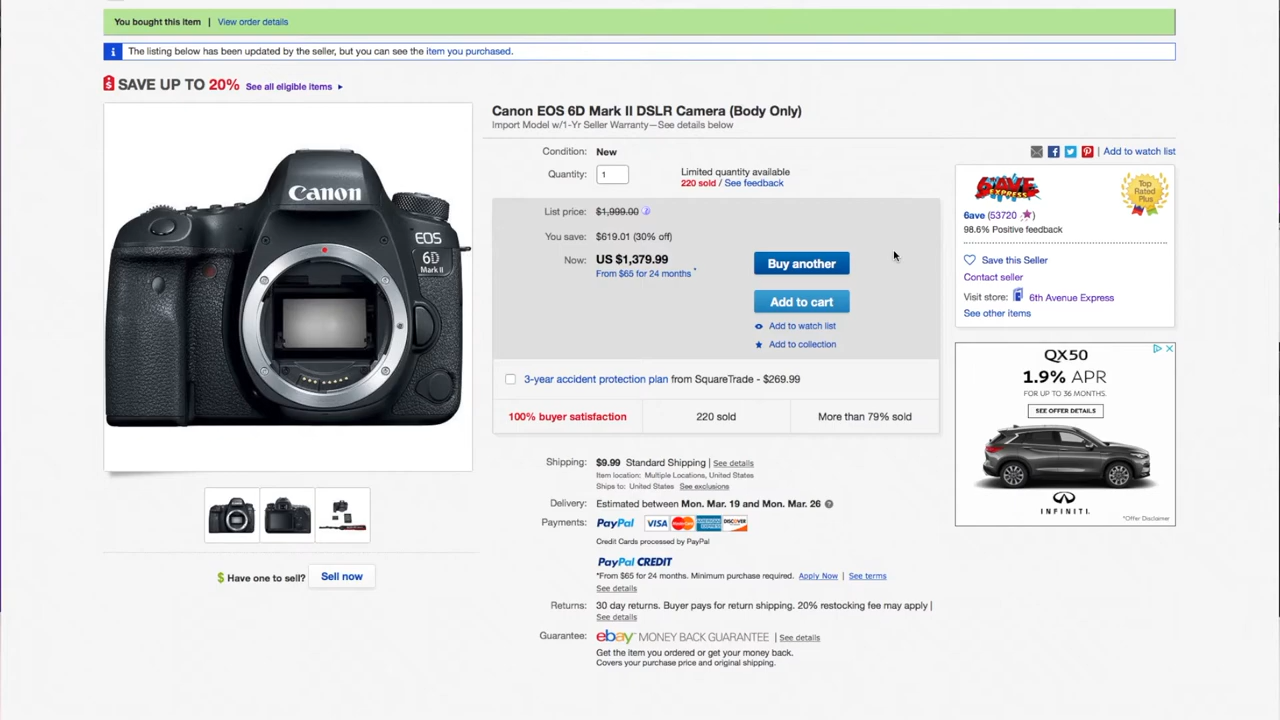 You bought this item | View order details
i The listing below has been updated by the seller, but you can see the item you purchased.
$ SAVE UP TO 20% See all eligible items ▸
Canon EOS 6D Mark II DSLR Camera (Body Only)
Import Model w/1-Yr Seller Warranty—See details below
Canon
EOS
6D
Mark II
Condition: New
Quantity: 1
Limited quantity available
220 sold / See feedback
List price: $1,999.00
You save: $619.01 (30% off)
Now: US $1,379.99
From $65 for 24 months *
Buy another
Add to cart
Add to watch list
Add to collection
3-year accident protection plan from SquareTrade - $269.99
100% buyer satisfaction
220 sold
More than 79% sold
Shipping: $9.99 Standard Shipping | See details
Item location: Multiple Locations, United States
Ships to: United States See exclusions
Delivery: Estimated between Mon. Mar. 19 and Mon. Mar. 26 ?
Payments: PayPal VISA MasterCard AMERICAN EXPRESS DISCOVER
Credit Cards processed by PayPal
PayPal CREDIT
*From $65 for 24 months. Minimum purchase required. Apply Now | See terms
See details
Returns: 30 day returns. Buyer pays for return shipping. 20% restocking fee may apply |
See details
Guarantee: ebay MONEY BACK GUARANTEE | See details
Get the item you ordered or get your money back.
Covers your purchase price and original shipping.
$ Have one to sell? Sell now
| Add to watch list
6AVE EXPRESS
Top Rated Plus
6ave (53720 )
98.6% Positive feedback
Save this Seller
Contact seller
Visit store: 6th Avenue Express
See other items
QX50
1.9% APR
FOR UP TO 36 MONTHS.
SEE OFFER DETAILS
INFINITI.
*Offer Disclaimer